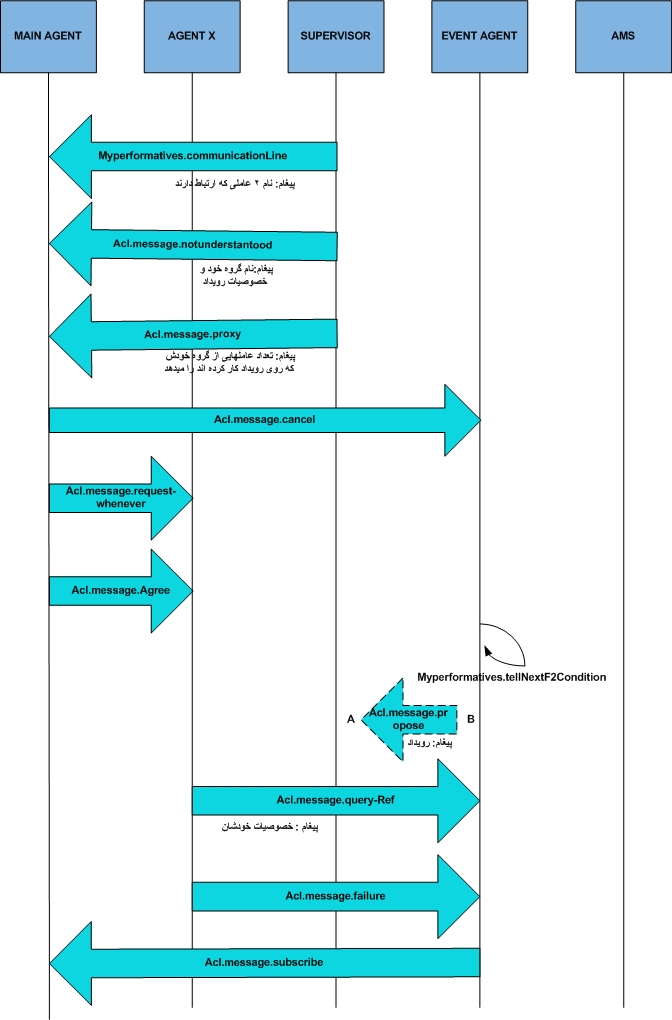 MAIN AGENT
AGENT X
SUPERVISOR
EVENT AGENT
AMS
Myperformatives.communicationLine
پیغام: نام ۲ عاملی که ارتباط دارند
Acl.message.notunderstantood
پیغام:نام گروه خود و
خصوصیات رویداد
Acl.message.proxy
پیغام: تعداد عاملهایی از گروه خودش
که روی رویداد کار کرده اند را میدهد
Acl.message.cancel
Acl.message.request-
whenever
Acl.message.Agree
Myperformatives.tellNextF2Condition
A
Acl.message.pr
opose
B
پیغام: رویداد
Acl.message.query-Ref
پیغام : خصوصیات خودشان
Acl.message.failure
Acl.message.subscribe